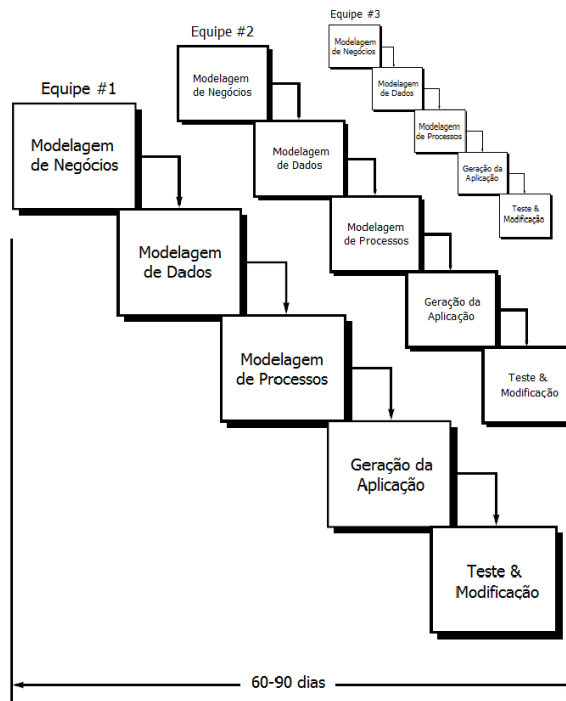 Equipe #1
Modelagem
de Negócios
Modelagem
de Dados
Modelagem
de Processos
Geração da
Aplicação
Teste &
Modificação
Equipe #2
Modelagem
de Negócios
Modelagem
de Dados
Modelagem
de Processos
Geração da
Aplicação
Teste &
Modificação
Equipe #3
Modelagem
de Negócios
Modelagem
de Dados
Modelagem
de Processos
Geração da
Aplicação
Teste &
Modificação
60-90 dias